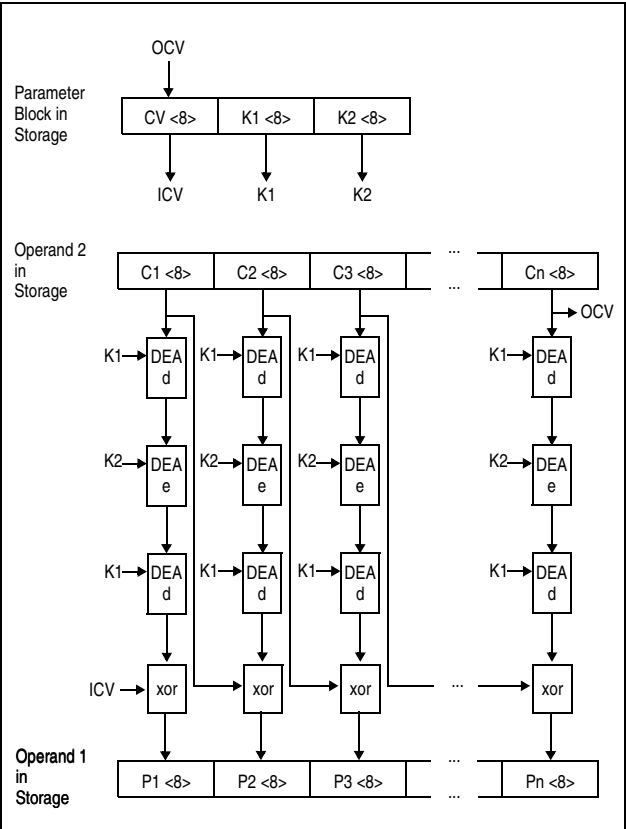 OCV
Parameter
Block in
Storage
CV <8> K1 <8> K2 <8>
ICV K1 K2
Operand 2
in
Storage
...
C1 <8> C2 <8> C3 <8> Cn <8>
...
OCV
K1 DEA K1 DEA K1 DEA K1 DEA
d d d d
K2 DEA K2 DEA K2 DEA K2 DEA
e e e e
K1 DEA K1 DEA K1 DEA K1 DEA
d d d d
ICV xor xor xor ... xor
Operand 1
in
Storage
...
P1 <8> P2 <8> P3 <8> Pn <8>
...